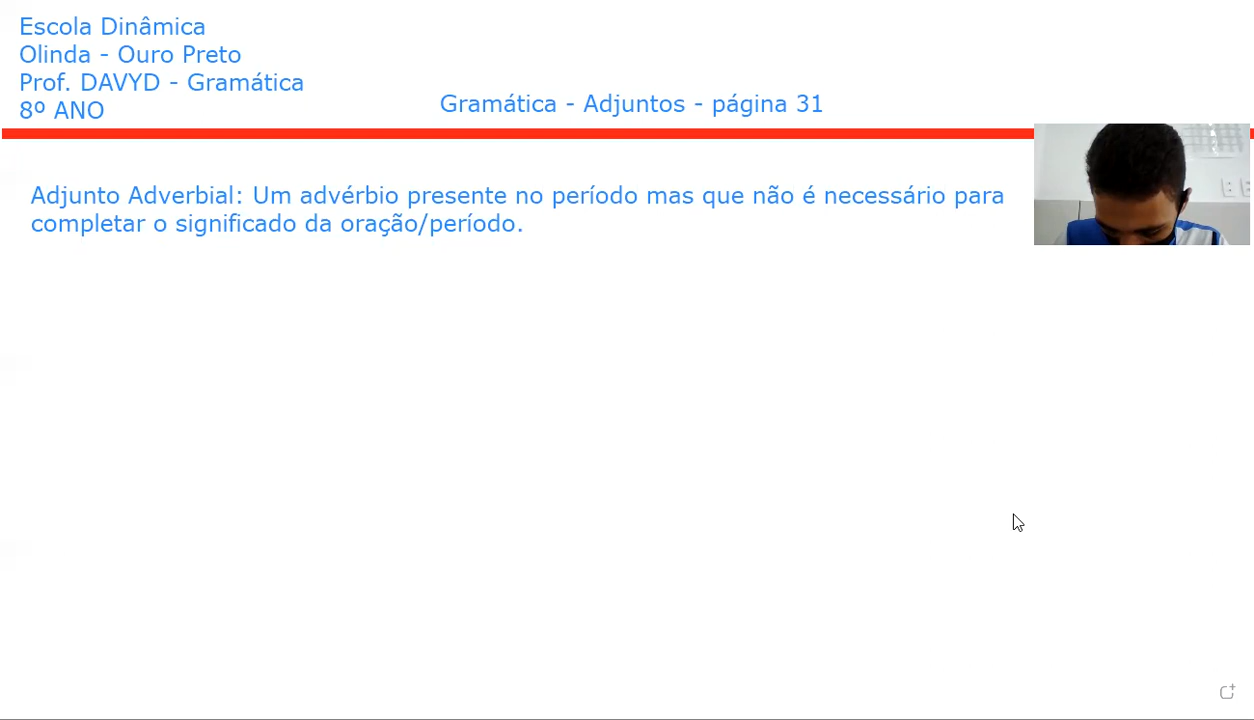 Escola Dinâmica
Olinda - Ouro Preto
Prof. DAVYD - Gramática
8º ANO
Gramática - Adjuntos - página 31
Adjunto Adverbial: Um advérbio presente no período mas que não é necessário para
completar o significado da oração/período.